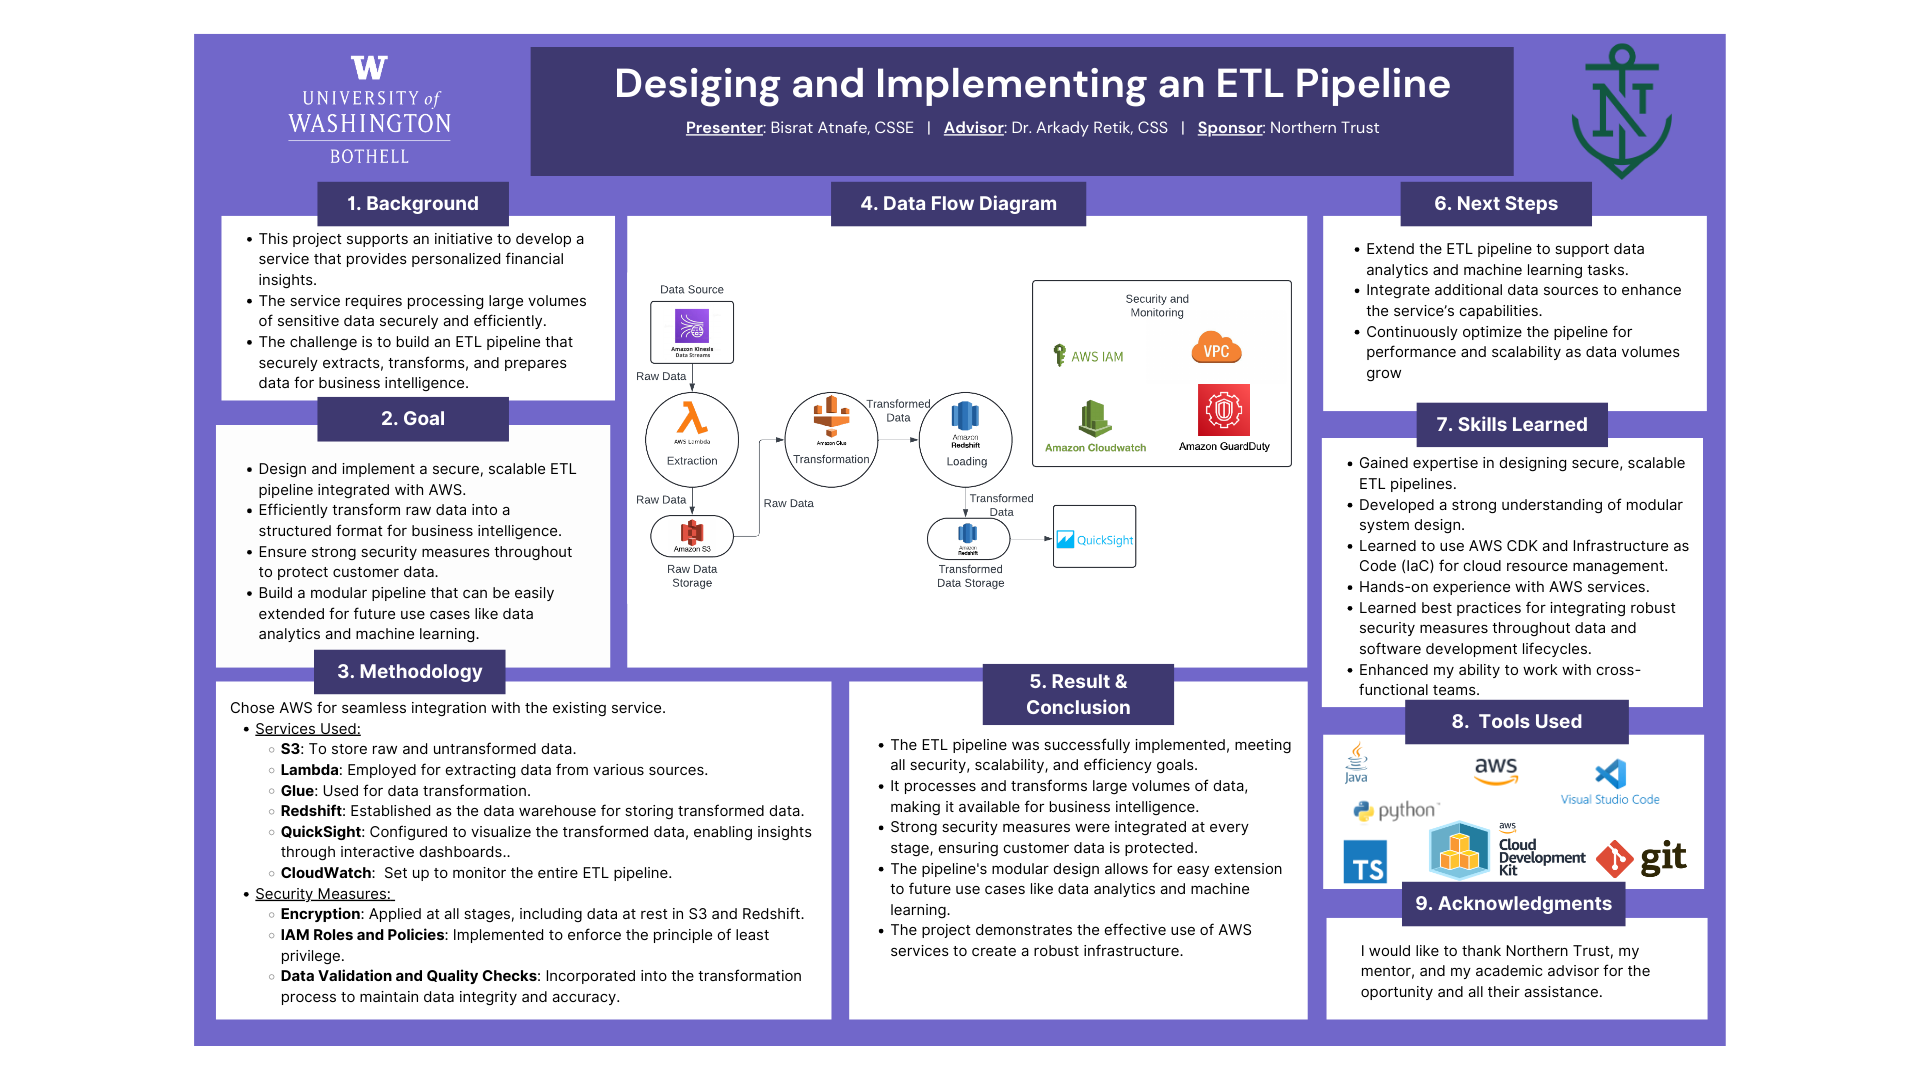 W
UNIVERSITY of
WASHINGTON
BOTHELL
Desiging and Implementing an ETL Pipeline
Presenter: Bisrat Atnafe, CSSE | Advisor: Dr. Arkady Retik, CSS | Sponsor: Northern Trust
N
1. Background
• This project supports an initiative to develop a
service that provides personalized financial
insights.
• The service requires processing large volumes
of sensitive data securely and efficiently.
• The challenge is to build an ETL pipeline that
securely extracts, transforms, and prepares
data for business intelligence.
2. Goal
• Design and implement a secure, scalable ETL
pipeline integrated with AWS.
• Efficiently transform raw data into a
structured format for business intelligence.
• Ensure strong security measures throughout
to protect customer data.
• Build a modular pipeline that can be easily
extended for future use cases like data
analytics and machine learning.
3. Methodology
Chose AWS for seamless integration with the existing service.
• Services Used:
◦ S3: To store raw and untransformed data.
◦ Lambda: Employed for extracting data from various sources.
◦ Glue: Used for data transformation.
◦ Redshift: Established as the data warehouse for storing transformed data.
◦ QuickSight: Configured to visualize the transformed data, enabling insights
through interactive dashboards..
◦ CloudWatch:  Set up to monitor the entire ETL pipeline.
• Security Measures:
◦ Encryption: Applied at all stages, including data at rest in S3 and Redshift.
◦ IAM Roles and Policies: Implemented to enforce the principle of least
privilege.
◦ Data Validation and Quality Checks: Incorporated into the transformation
process to maintain data integrity and accuracy.
4. Data Flow Diagram
Data Source
Amazon Kinesis
Data Streams
Raw Data
AWS Lambda
Extraction
Raw Data
Amazon S3
Raw Data
Storage
Raw Data
Amazon Glue
Transformation
Transformed
Data
Amazon
Redshift
Loading
Transformed
Data
Amazon
Redshift
Transformed
Data Storage
QuickSight
Security and
Monitoring
AWS IAM
VPC
Amazon Cloudwatch
Amazon GuardDuty
5. Result &
Conclusion
• The ETL pipeline was successfully implemented, meeting
all security, scalability, and efficiency goals.
• It processes and transforms large volumes of data,
making it available for business intelligence.
• Strong security measures were integrated at every
stage, ensuring customer data is protected.
• The pipeline's modular design allows for easy extension
to future use cases like data analytics and machine
learning.
• The project demonstrates the effective use of AWS
services to create a robust infrastructure.
6. Next Steps
• Extend the ETL pipeline to support data
analytics and machine learning tasks.
• Integrate additional data sources to enhance
the service’s capabilities.
• Continuously optimize the pipeline for
performance and scalability as data volumes
grow
7. Skills Learned
• Gained expertise in designing secure, scalable
ETL pipelines.
• Developed a strong understanding of modular
system design.
• Learned to use AWS CDK and Infrastructure as
Code (IaC) for cloud resource management.
• Hands-on experience with AWS services.
• Learned best practices for integrating robust
security measures throughout data and
software development lifecycles.
• Enhanced my ability to work with cross-
functional teams.
8.  Tools Used
Java
aws
Visual Studio Code
python™
TS
aws
Cloud
Development
Kit
git
9. Acknowledgments
I would like to thank Northern Trust, my
mentor, and my academic advisor for the
oportunity and all their assistance.